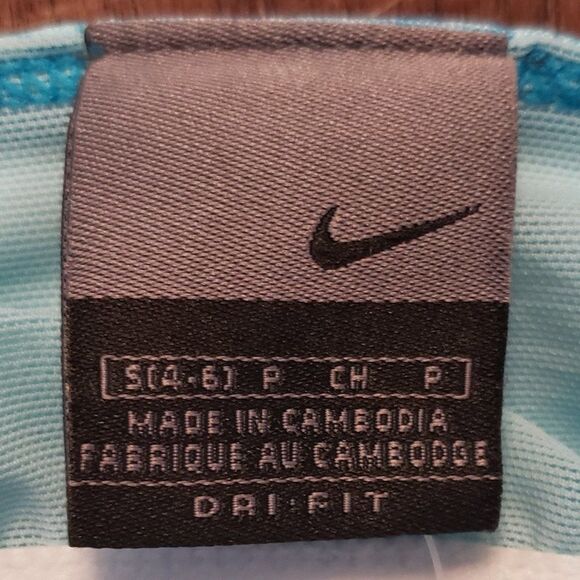 S(4-6) P CH P
MADE IN CAMBODIA
FABRIQUE AU CAMBODGE
DRI-FIT